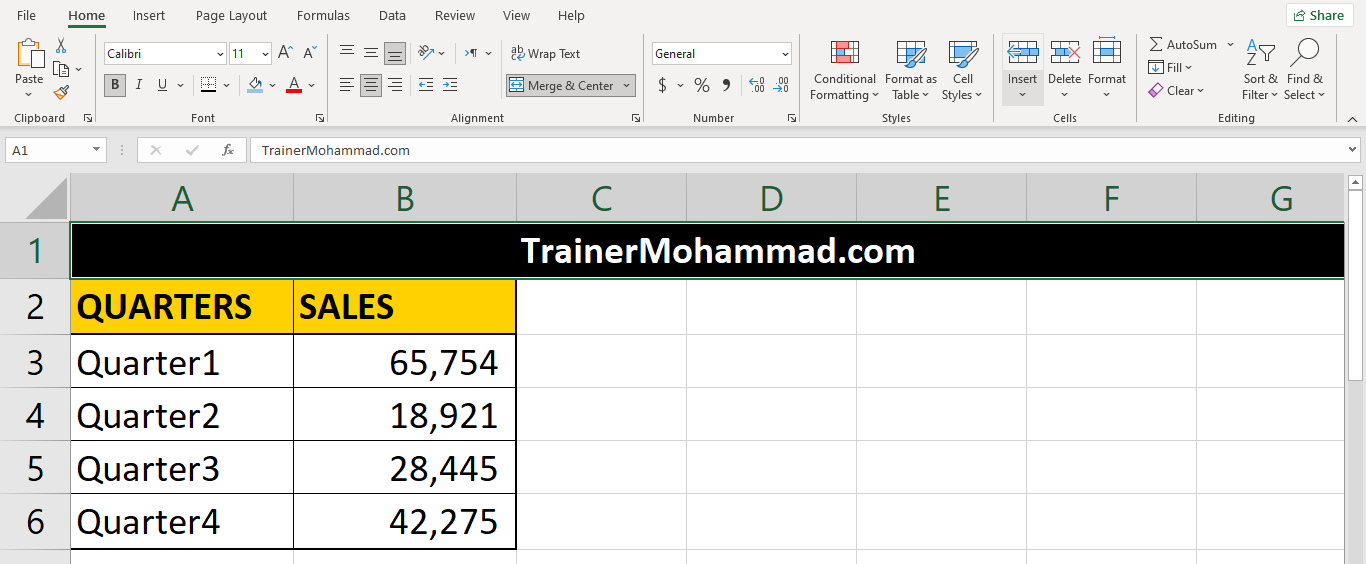 File Home Insert Page Layout Formulas Data Review View Help Share
Calibri 11 Wrap Text General AutoSum
Paste B I U Merge & Center $ % Conditional Formatting Format as Table Cell Styles Insert Delete Format Fill Sort & Filter Find & Select
Clear
Clipboard Font Alignment Number Styles Cells Editing
A1 fx TrainerMohammad.com
A B C D E F G
1 TrainerMohammad.com
2 QUARTERS SALES
3 Quarter1 65,754
4 Quarter2 18,921
5 Quarter3 28,445
6 Quarter4 42,275